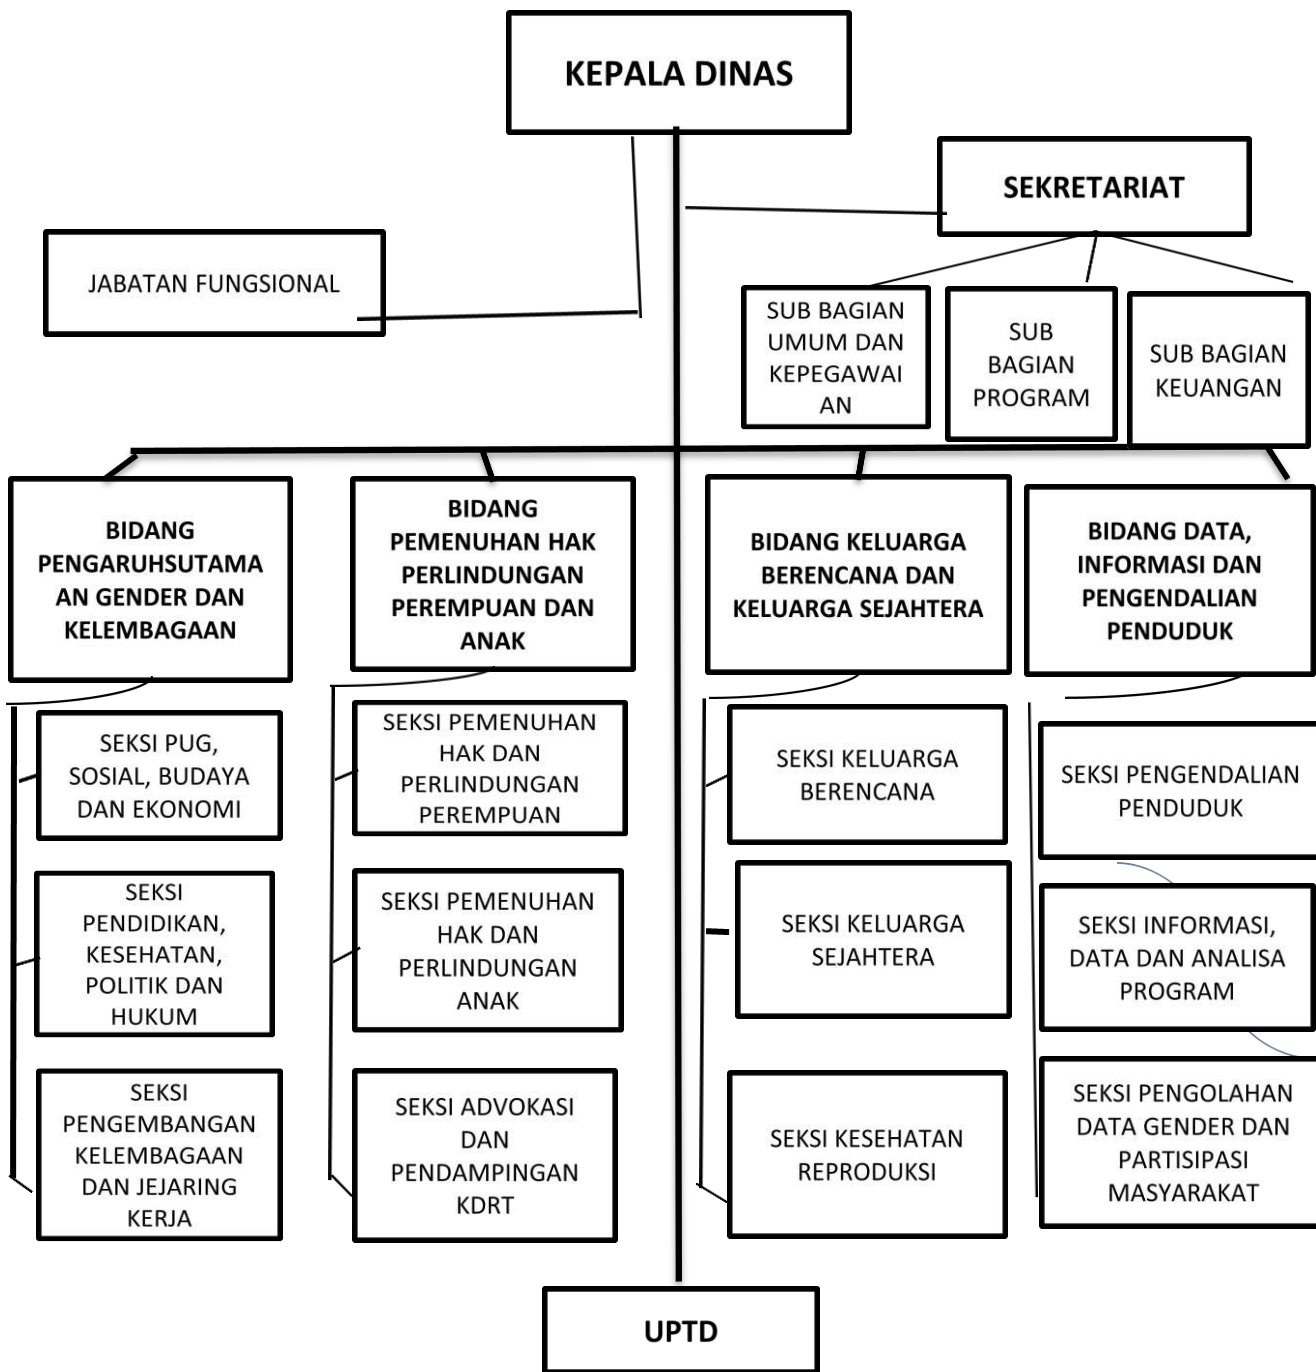 KEPALA DINAS
SEKRETARIAT
JABATAN FUNGSIONAL
SUB BAGIAN
UMUM DAN
KEPEGAWAI
AN
SUB
BAGIAN
PROGRAM
SUB BAGIAN
KEUANGAN
BIDANG
PENGARUHSUTAMA
AN GENDER DAN
KELEMBAGAAN
BIDANG
PEMENUHAN HAK
PERLINDUNGAN
PEREMPUAN DAN
ANAK
BIDANG KELUARGA
BERENCANA DAN
KELUARGA SEJAHTERA
BIDANG DATA,
INFORMASI DAN
PENGENDALIAN
PENDUDUK
SEKSI PUG,
SOSIAL, BUDAYA
DAN EKONOMI
SEKSI PEMENUHAN
HAK DAN
PERLINDUNGAN
PEREMPUAN
SEKSI KELUARGA
BERENCANA
SEKSI PENGENDALIAN
PENDUDUK
SEKSI
PENDIDIKAN,
KESEHATAN,
POLITIK DAN
HUKUM
SEKSI PEMENUHAN
HAK DAN
PERLINDUNGAN
ANAK
SEKSI KELUARGA
SEJAHTERA
SEKSI INFORMASI,
DATA DAN ANALISA
PROGRAM
SEKSI
PENGEMBANGAN
KELEMBAGAAN
DAN JEJARING
KERJA
SEKSI ADVOKASI
DAN
PENDAMPINGAN
KDRT
SEKSI KESEHATAN
REPRODUKSI
SEKSI PENGOLAHAN
DATA GENDER DAN
PARTISIPASI
MASYARAKAT
UPTD